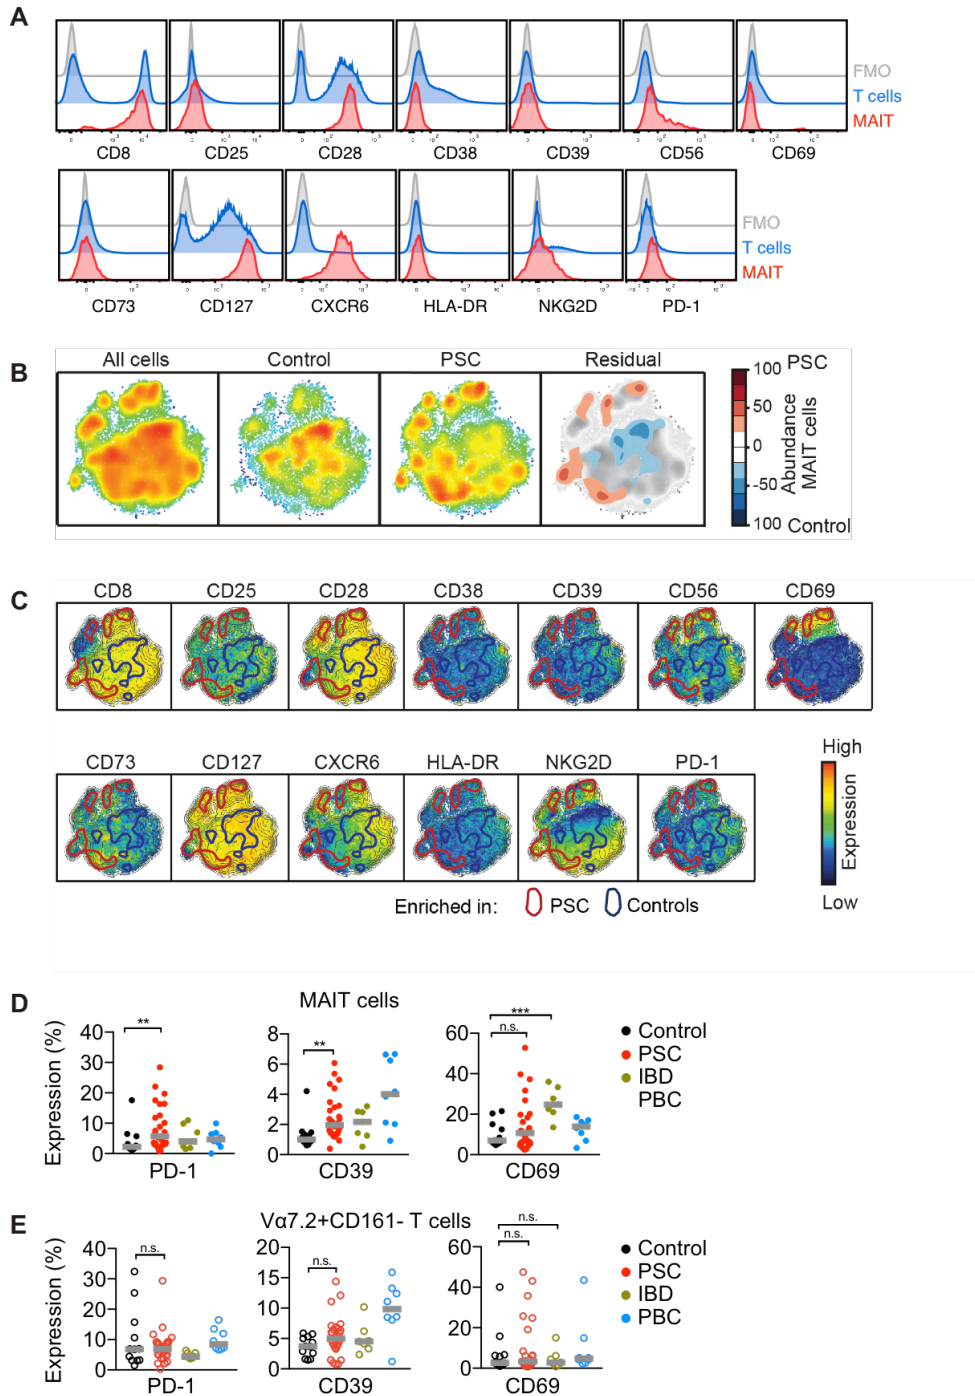 A
FMO
T cells
MAIT
CD8 CD25 CD28 CD38 CD39 CD56 CD69
FMO
T cells
MAIT
CD73 CD127 CXCR6 HLA-DR NKG2D PD-1
B
All cells Control PSC Residual
100 PSC
50
0
-50
100 Control
Abundance
MAIT cells
C
CD8 CD25 CD28 CD38 CD39 CD56 CD69
CD73 CD127 CXCR6 HLA-DR NKG2D PD-1
High
Expression
Low
Enriched in: PSC Controls
D
MAIT cells
Expression (%)
40
30
20
10
0
**
PD-1
8
6
4
2
0
**
CD39
60
40
20
0
***
n.s.
CD69
Control
PSC
IBD
PBC
E
Vα7.2+CD161- T cells
Expression (%)
40
30
20
10
0
n.s.
PD-1
20
15
10
5
0
n.s.
CD39
60
40
20
0
n.s.
n.s.
CD69
Control
PSC
IBD
PBC